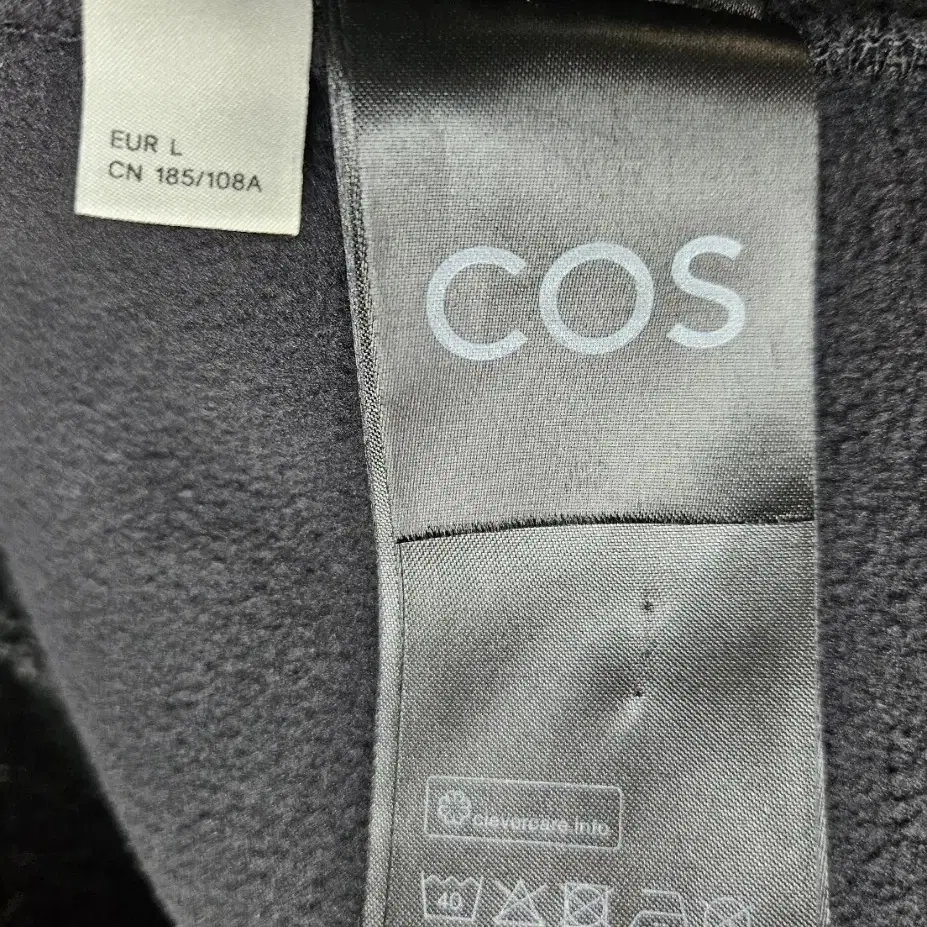 EUR L
CN 185/108A
COS
clevercare.info
40